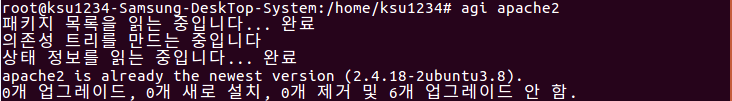 root@ksu1234-Samsung-DeskTop-System:/home/ksu1234# agi apache2
패키지 목록을 읽는 중입니다... 완료
의존성 트리를 만드는 중입니다
상태 정보를 읽는 중입니다... 완료
apache2 is already the newest version (2.4.18-2ubuntu3.8).
0개 업그레이드, 0개 새로 설치, 0개 제거 및 6개 업그레이드 안 함.